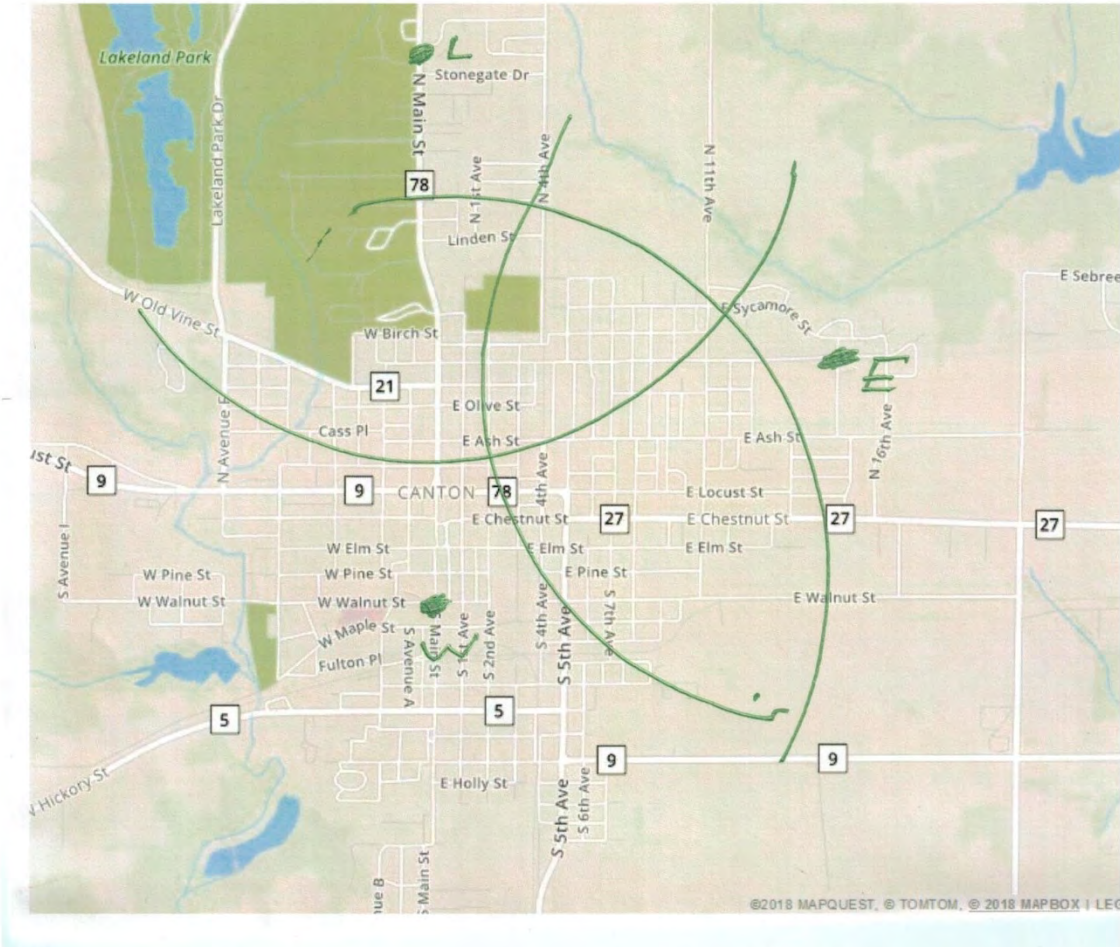 L
Lakeland Park
Stonegate Dr
N Main St
Lakeland Park Dr
N 4th Ave
N 11th Ave
N 1st Ave
78
Linden St
E Sebree
W Old Vine St
E Sycamore St
W Birch St
E
21
E Olive St
N 16th Ave
Cass Pl
E Ash St
E Ash St
N Avenue E
ust St
9
9
CANTON
78
4th Ave
E Locust St
E Chestnut St
27
E Chestnut St
27
27
S Avenue I
W Elm St
E Elm St
E Elm St
W Pine St
W Pine St
E Pine St
W Walnut St
W Walnut St
E Walnut St
S 7th Ave
S 4th Ave
S 5th Ave
W Maple St
S Main St
S 1st Ave
S 2nd Ave
W
S Avenue A
Fulton Pl
5
5
9
9
N Hickory St
E Holly St
S 5th Ave
S 6th Ave
nue B
S Main St
©2018 MAPQUEST, © TOMTOM, © 2018 MAPBOX | LEG